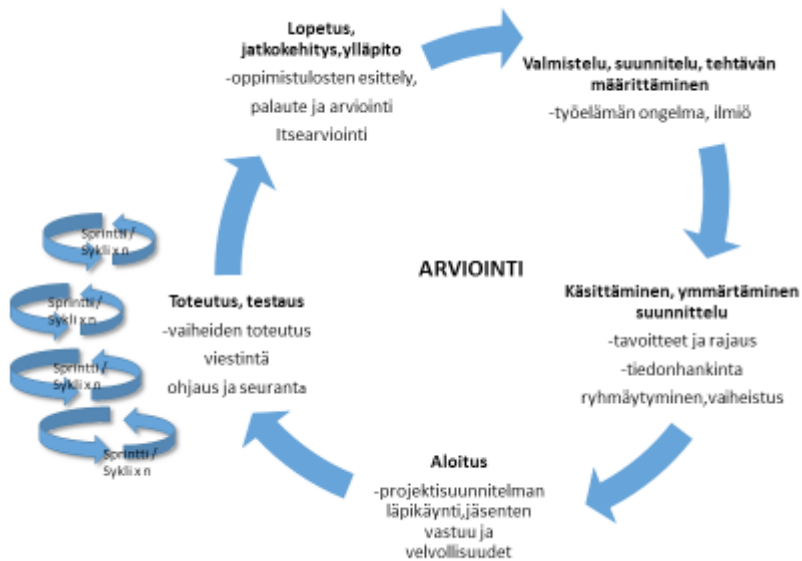 Lopetus,
jatkokehitys,ylläpito
-oppimistulosten esittely,
palaute ja arviointi
Itsearviointi
Valmistelu, suunnitelu, tehtävän
määrittäminen
-työelämän ongelma, ilmiö
Käsittäminen, ymmärtäminen
suunnittelu
-tavoitteet ja rajaus
-tiedonhankinta
ryhmäytyminen,vaiheistus
Aloitus
-projektisuunnitelman
läpikäynti,jäsenten
vastuu ja
velvollisuudet
Toteutus, testaus
-vaiheiden toteutus
viestintä
ohjaus ja seuranta
Sprintti /
Sykli x n
Sprintti /
Sykli x n
Sprintti /
Sykli x n
Sprintti /
Sykli x n
ARVIOINTI